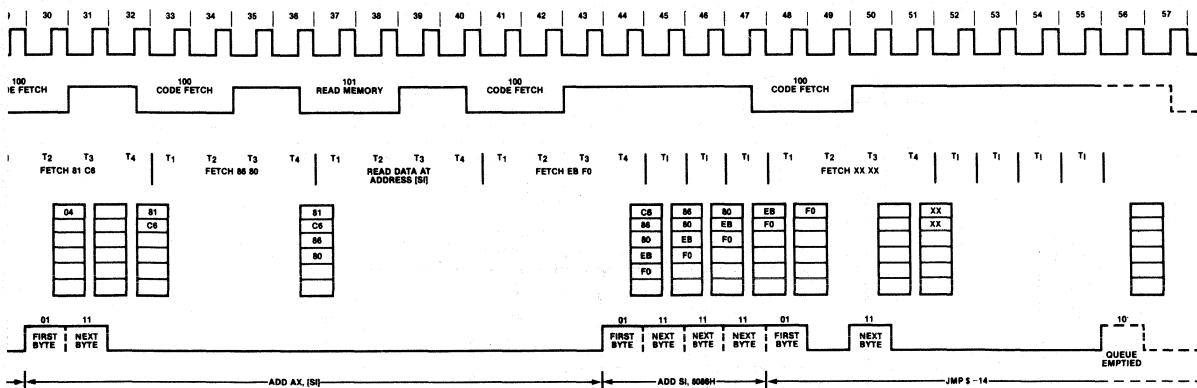 30 31 32 33 34 35 36 37 38 39 40 41 42 43 44 45 46 47 48 49 50 51 52 53 54 55 56 57
100 100 101 100 100
DE FETCH CODE FETCH READ MEMORY CODE FETCH CODE FETCH
T2 T3 T4 T1 T2 T3 T4 T1 T2 T3 T4 T1 T2 T3 T4 TI TI TI T1 T2 T3 T4 TI TI TI TI
FETCH 81 C6 FETCH 86 80 READ DATA AT FETCH EB F0 FETCH XX XX
ADDRESS [SI]
04 81 81 C6 86 80 EB F0 XX
C6 C6 86 80 EB F0 XX
86 80 EB F0
80 EB F0
F0
01 11 01 11 11 11 01 11 10
FIRST BYTE NEXT BYTE FIRST BYTE NEXT BYTE NEXT BYTE NEXT BYTE FIRST BYTE NEXT BYTE QUEUE EMPTIED
ADD AX, [SI] ADD SI, 8086H JMP $ -14